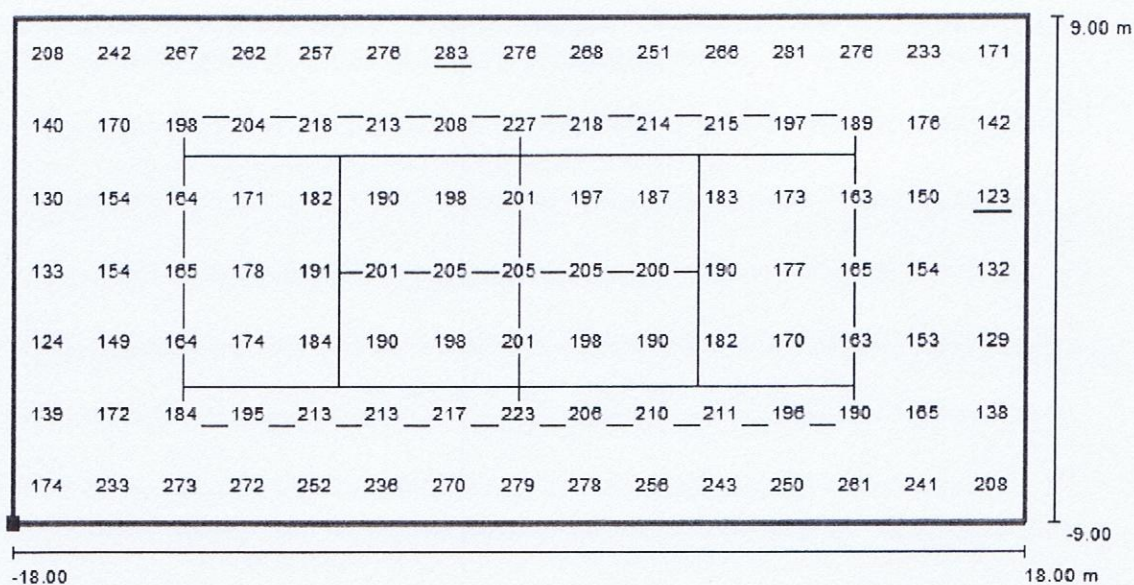 9.00 m
208 242 267 262 257 276 283 276 268 251 266 281 276 233 171
140 170 198 204 218 213 208 227 218 214 215 197 189 176 142
130 154 164 171 182 190 198 201 197 187 183 173 163 150 123
133 154 165 178 191 201 205 205 205 200 190 177 165 154 132
124 149 164 174 184 190 198 201 198 190 182 170 163 153 129
139 172 184 195 213 213 217 223 206 210 211 196 190 165 138
174 233 273 272 252 236 270 279 278 256 243 250 261 241 208
-9.00
-18.00 18.00 m